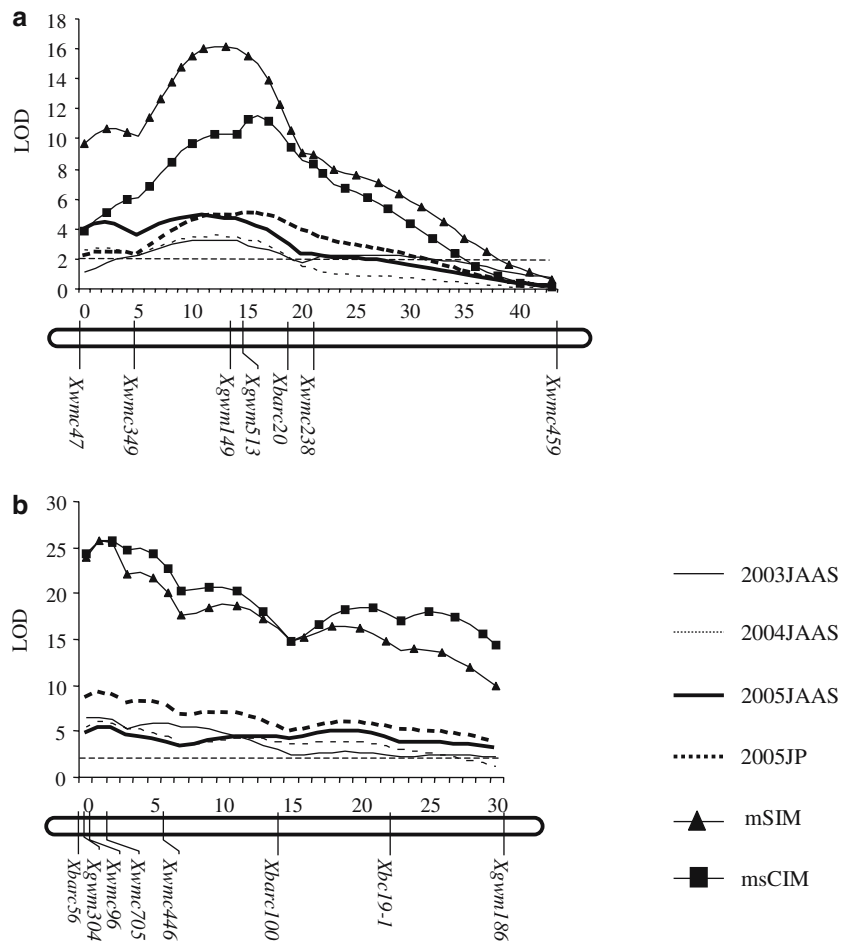 a
LOD
18
16
14
12
10
8
6
4
2
0
0 5 10 15 20 25 30 35 40
Xwmc47
Xwmc349
Xgwm149
Xgwm513
Xbarc20
Xwmc238
Xwmc459
b
LOD
30
25
20
15
10
5
0
0 5 10 15 20 25 30
Xbarc56
Xgwm304
Xwmc96
Xwmc705
Xwmc446
Xbarc100
Xbc19-1
Xgwm186
2003JAAS
2004JAAS
2005JAAS
2005JP
mSIM
msCIM